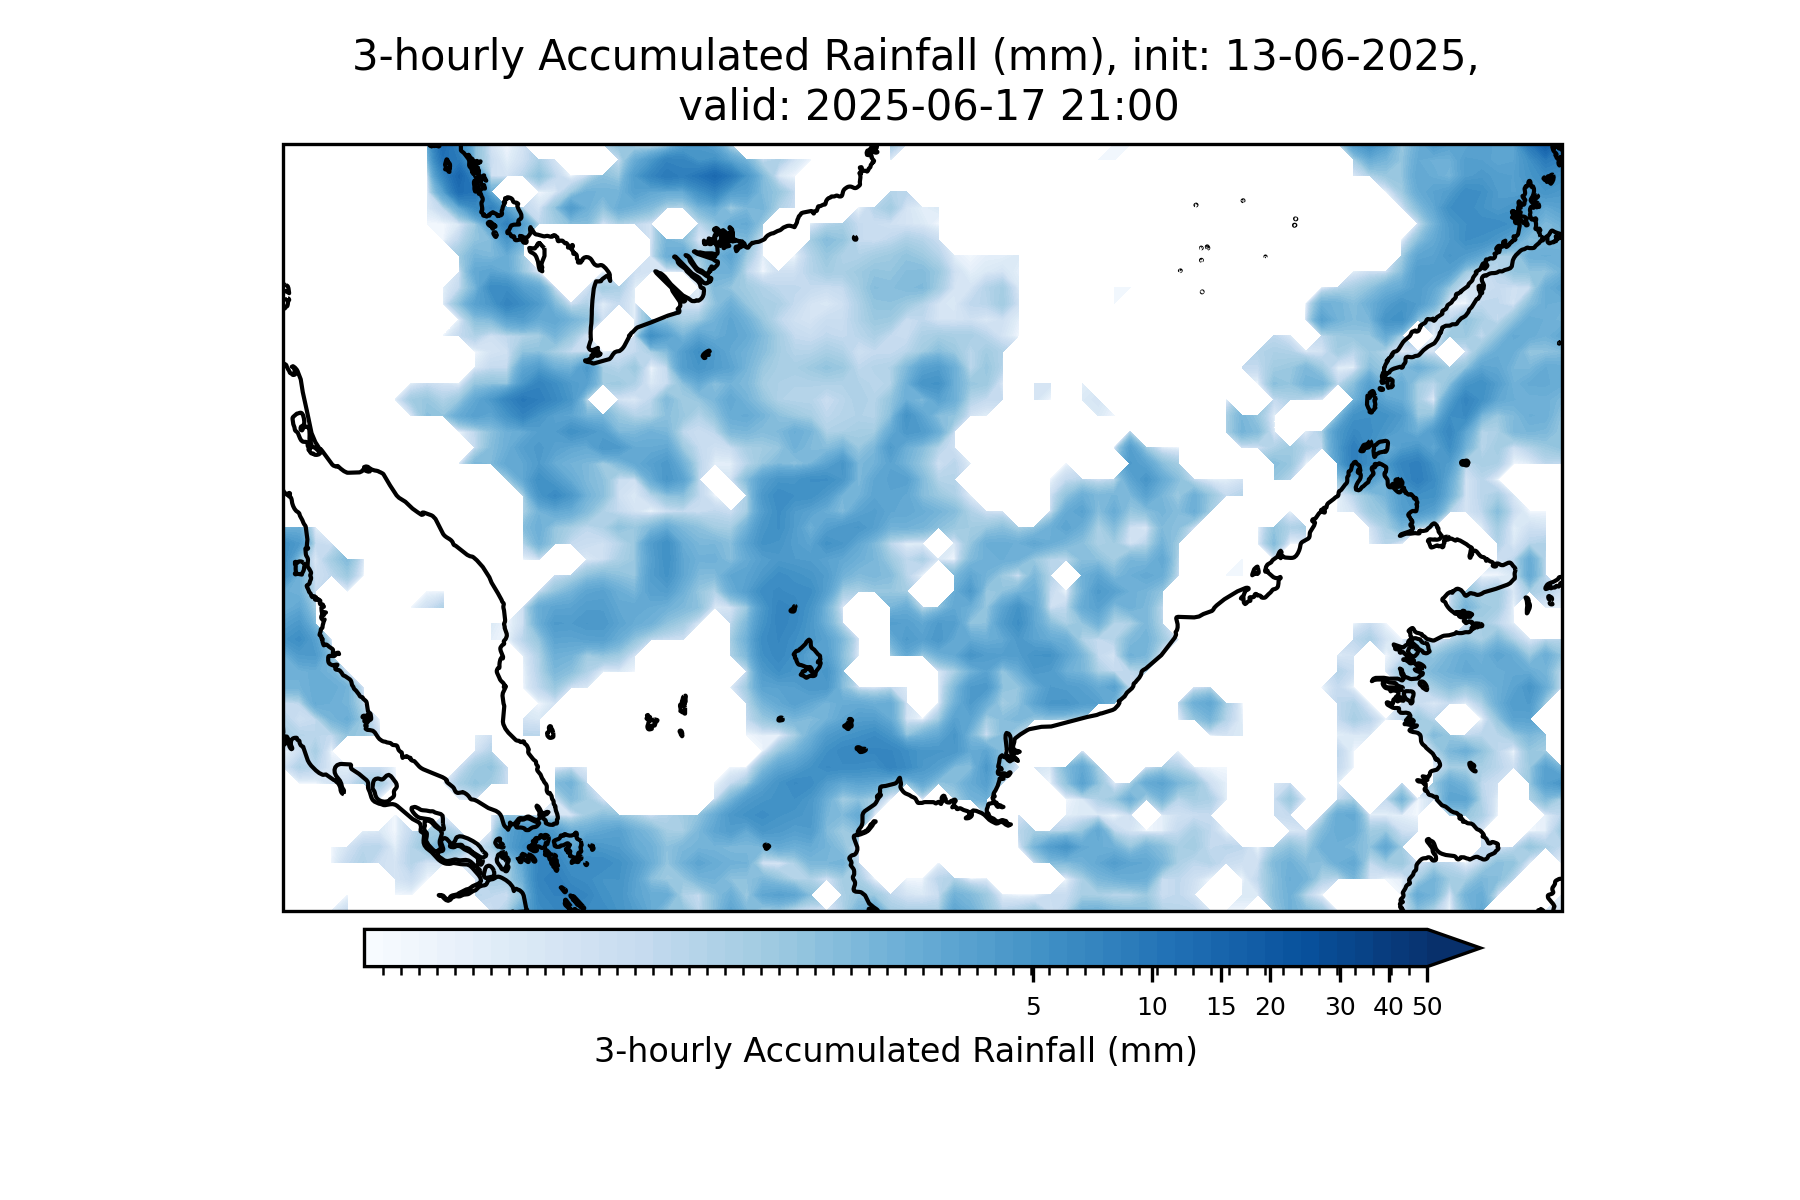 3-hourly Accumulated Rainfall (mm), init: 13-06-2025,
valid: 2025-06-17 21:00
5 10 15 20 30 40 50
3-hourly Accumulated Rainfall (mm)